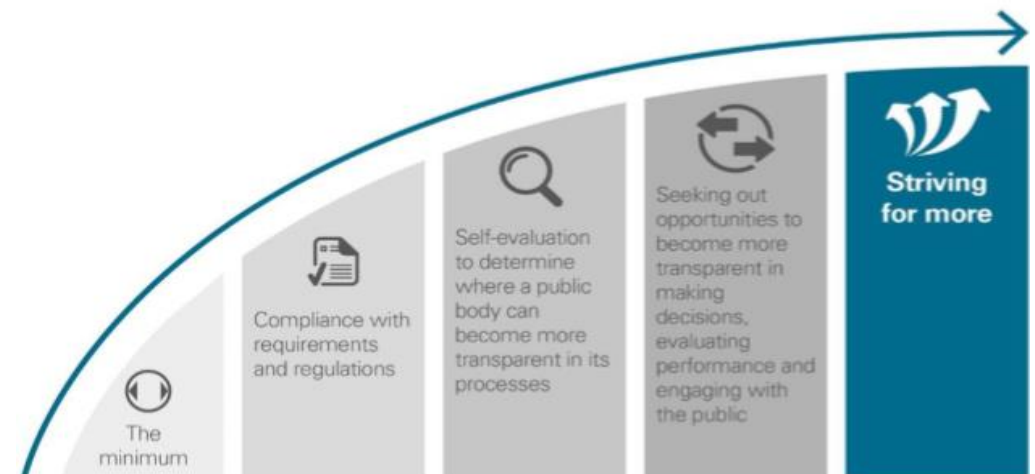 The
minimum
Compliance with
requirements
and regulations
Self-evaluation
to determine
where a public
body can
become more
transparent in its
processes
Seeking out
opportunities to
become more
transparent in
making
decisions,
evaluating
performance and
engaging with
the public
Striving
for more